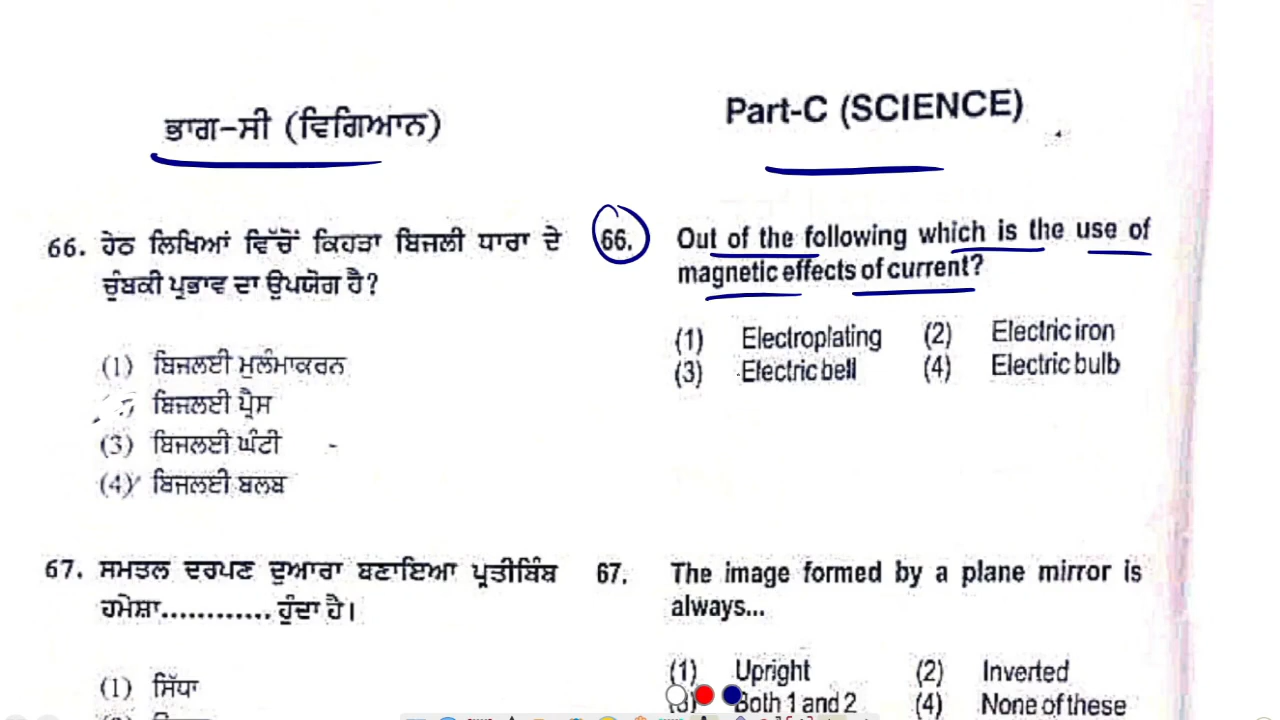 ਭਾਗ-ਸੀ (ਵਿਗਿਆਨ)
66. ਹੇਠ ਲਿਖਿਆਂ ਵਿੱਚੋਂ ਕਿਹੜਾ ਬਿਜਲੀ ਧਾਰਾ ਦੇ
ਚੁੰਬਕੀ ਪ੍ਰਭਾਵ ਦਾ ਉਪਯੋਗ ਹੈ?
(1) ਬਿਜਲਈ ਮੁਲੰਮਾਕਰਨ
ਬਿਜਲਈ ਪ੍ਰੈਸ
(3) ਬਿਜਲਈ ਘੰਟੀ
(4) ਬਿਜਲਈ ਬਲਬ
67. ਸਮਤਲ ਦਰਪਣ ਦੁਆਰਾ ਬਣਾਇਆ ਪ੍ਰਤੀਬਿੰਬ
ਹਮੇਸ਼ਾ............ ਹੁੰਦਾ ਹੈ।
(1) ਸਿੱਧਾ
Part-C (SCIENCE)
66. Out of the following which is the use of
magnetic effects of current?
(1) Electroplating (2) Electric iron
(3) Electric bell (4) Electric bulb
67. The image formed by a plane mirror is
always...
(1) Upright (2) Inverted
Both 1 and 2 (4) None of these